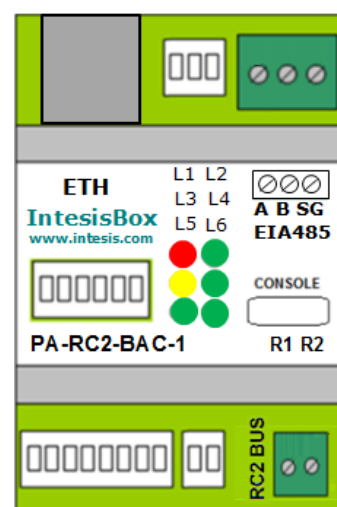 L1 L2
ETH
L3 L4
A B SG
IntesisBox
L5 L6
EIA485
www.intesis.com
CONSOLE
PA-RC2-BAC-1
R1 R2
RC2 BUS